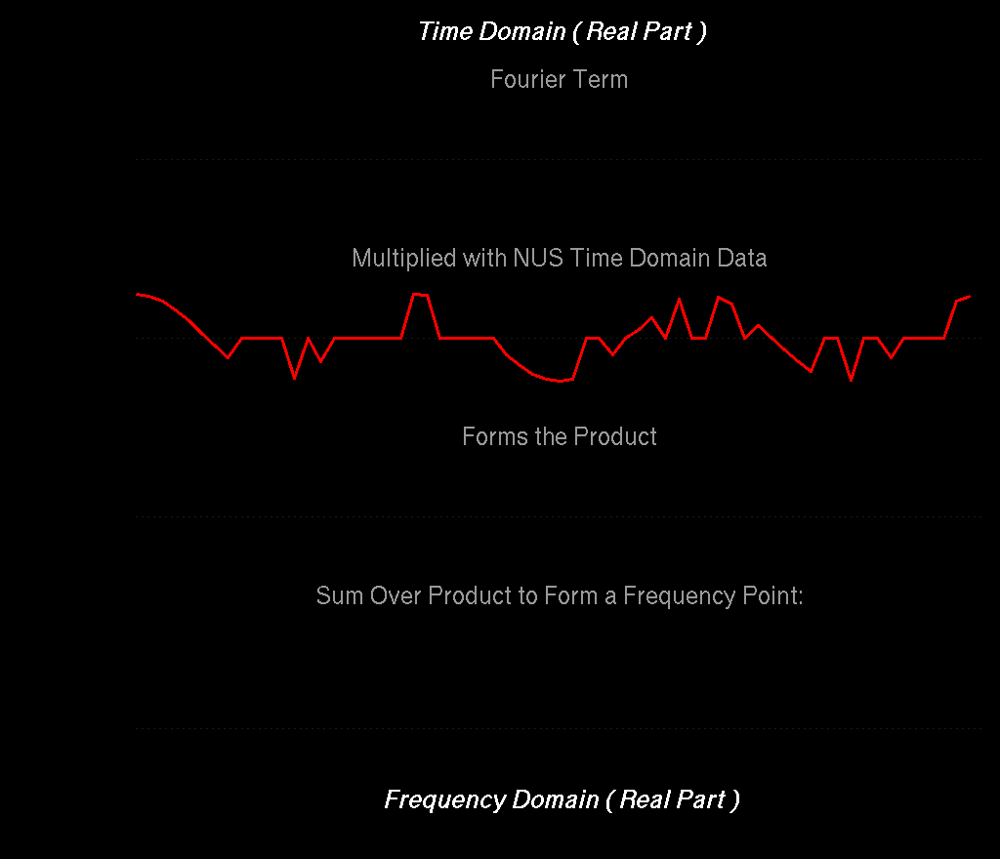 Time Domain ( Real Part )
Fourier Term
Multiplied with NUS Time Domain Data
Forms the Product
Sum Over Product to Form a Frequency Point:
Frequency Domain ( Real Part )